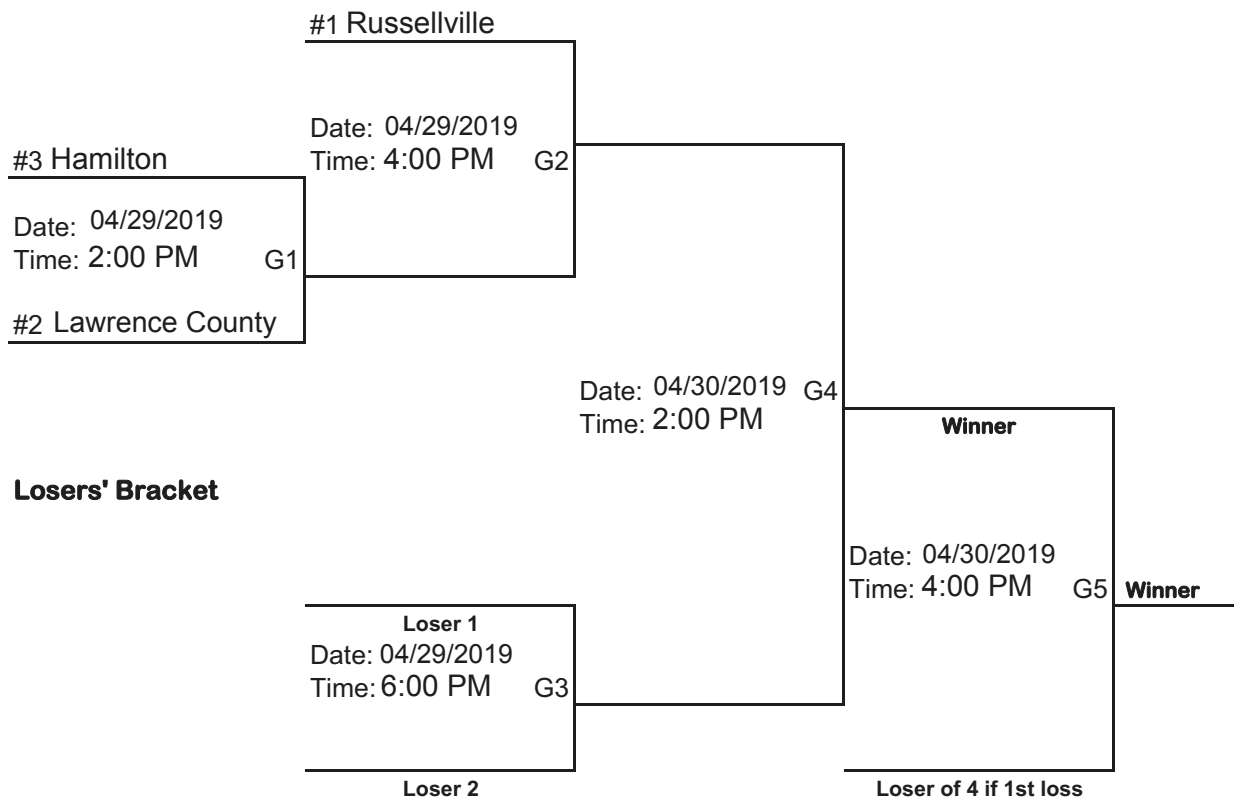 #1 Russellville
Date: 04/29/2019
Time: 4:00 PM G2
#3 Hamilton
Date: 04/29/2019
Time: 2:00 PM G1
#2 Lawrence County
Date: 04/30/2019 G4
Time: 2:00 PM
Winner
Losers' Bracket
Date: 04/30/2019
Time: 4:00 PM G5 Winner
Loser 1
Date: 04/29/2019
Time: 6:00 PM G3
Loser 2
Loser of 4 if 1st loss